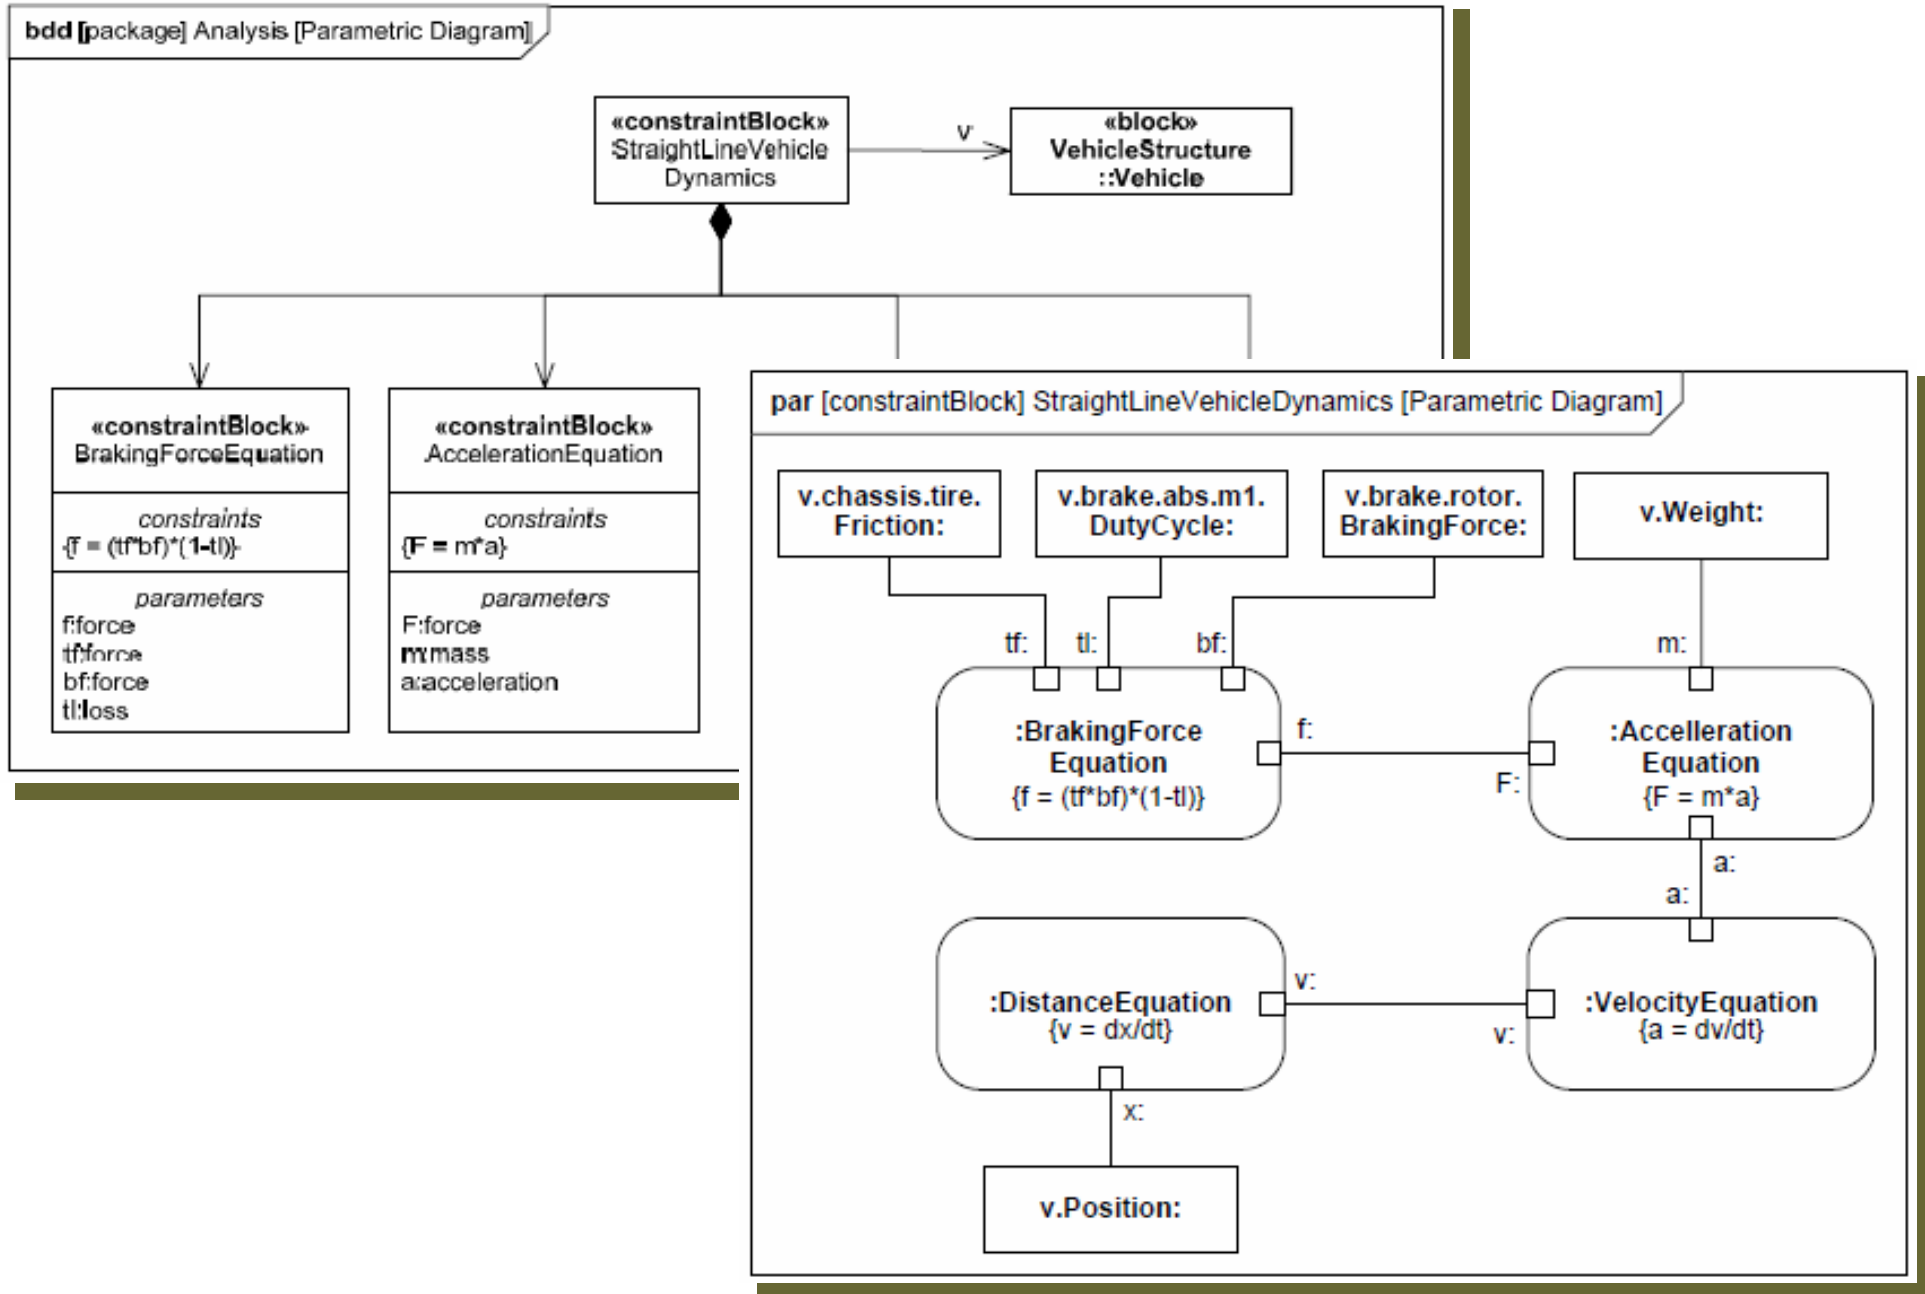 bdd [package] Analysis [Parametric Diagram]
«constraintBlock»
StraightLineVehicle
Dynamics
v
«block»
VehicleStructure
::Vehicle
«constraintBlock»
BrakingForceEquation
constraints
{f = (tf*bf)*(1-tl)}
parameters
f:force
tf:force
bf:force
tl:loss
«constraintBlock»
AccelerationEquation
constraints
{F = m*a}
parameters
F:force
m:mass
a:acceleration
par [constraintBlock] StraightLineVehicleDynamics [Parametric Diagram]
v.chassis.tire.
Friction:
v.brake.abs.m1.
DutyCycle:
v.brake.rotor.
BrakingForce:
v.Weight:
tf:
tl:
bf:
m:
:BrakingForce
Equation
{f = (tf*bf)*(1-tl)}
f:
F:
:Accelleration
Equation
{F = m*a}
a:
a:
:DistanceEquation
{v = dx/dt}
v:
v:
:VelocityEquation
{a = dv/dt}
x:
v.Position: